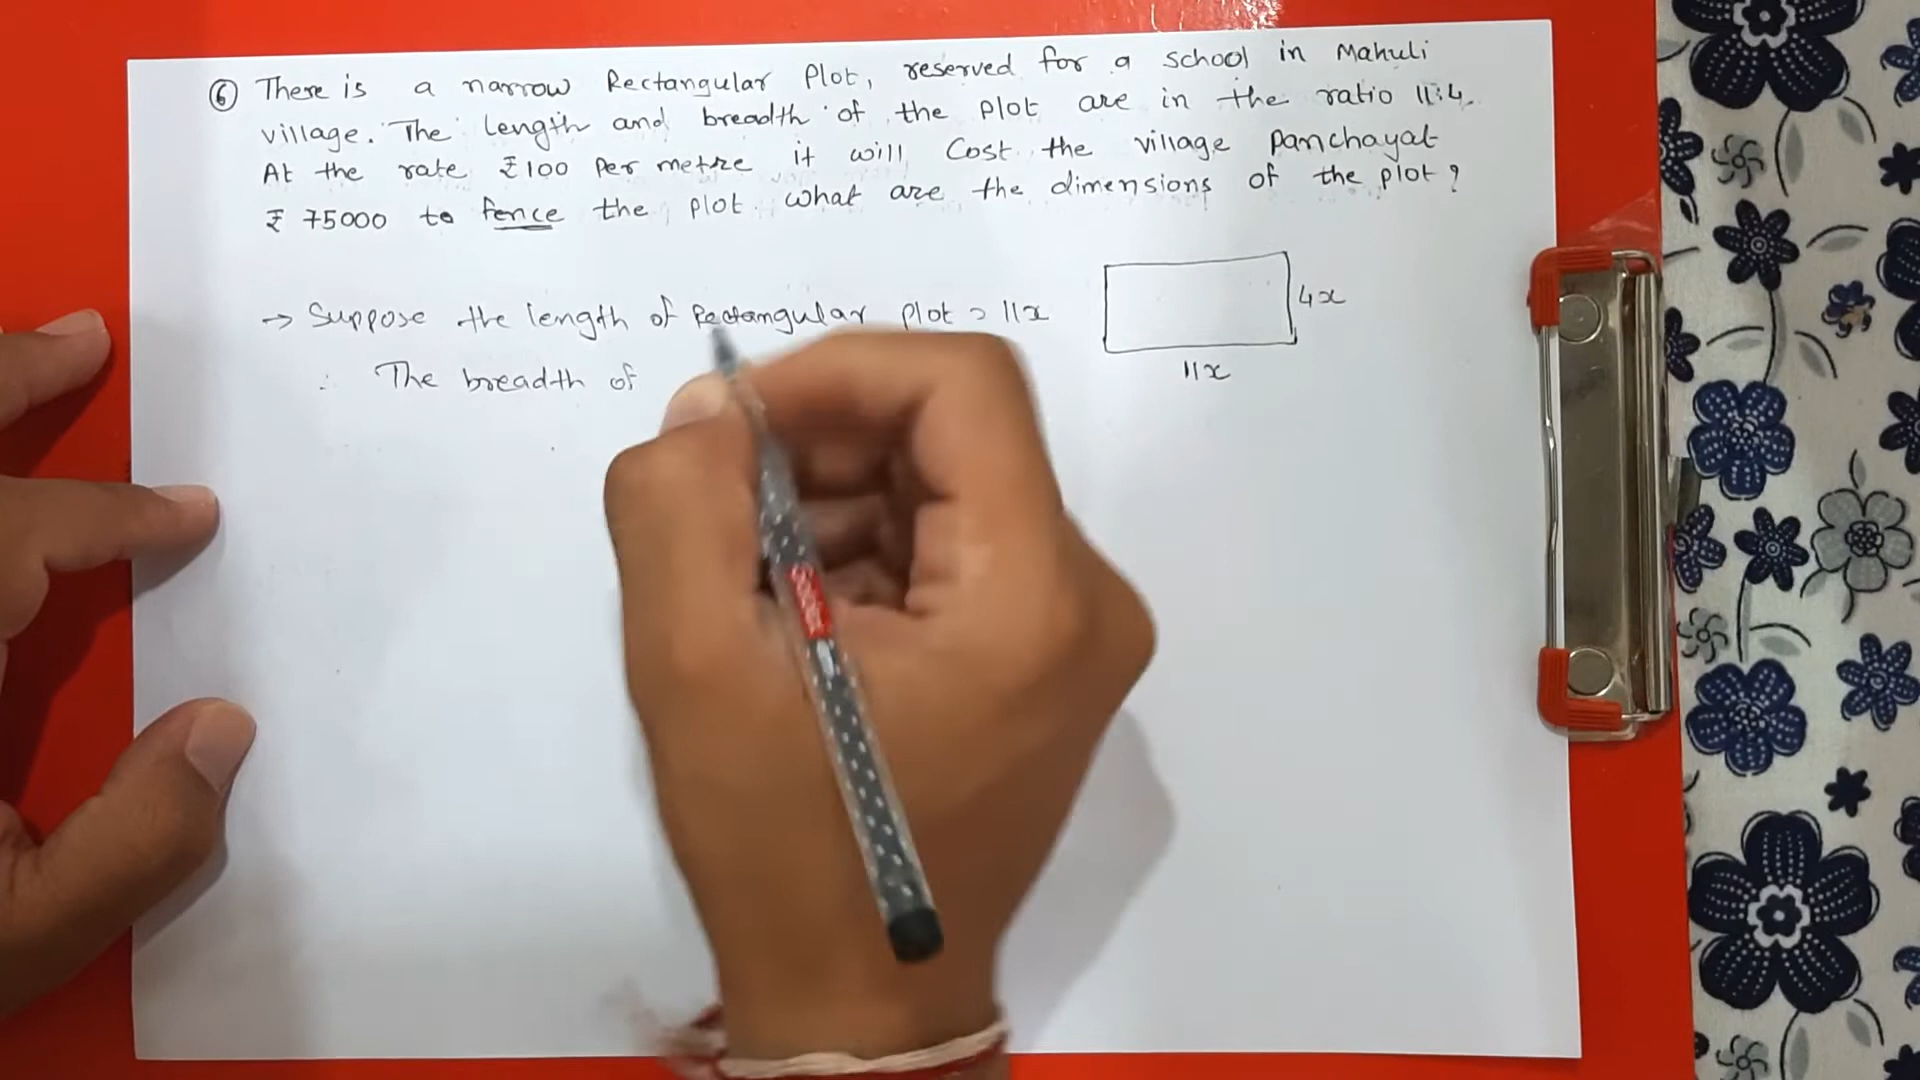 ⑥ There is a narrow Rectangular Plot, reserved for a school in Mahuli
village. The length and breadth of the plot are in the ratio 11:4.
At the rate ₹100 Per metre it will Cost the village panchayat
₹ 75000 to fence the plot. what are the dimensions of the plot?
→ Suppose the length of Rectangular plot = 11x
4x
11x
∴ The breadth of